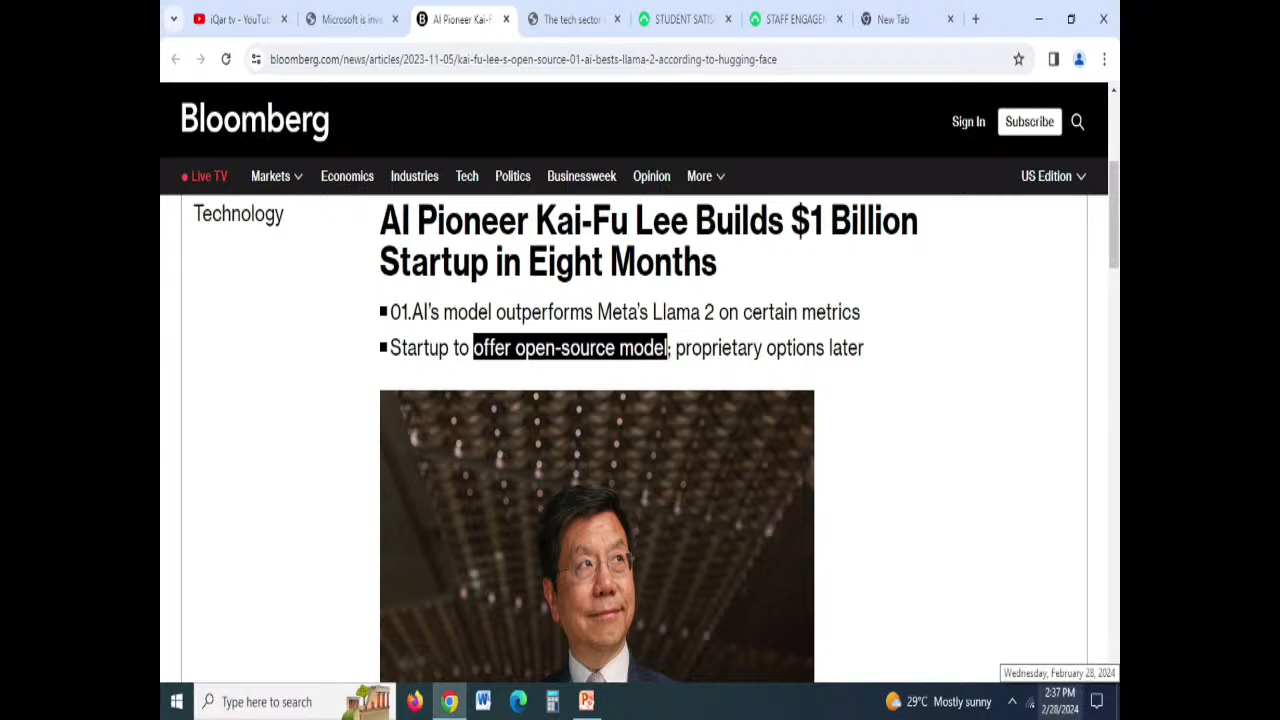 iQar tv - YouTub
Microsoft is inve
AI Pioneer Kai-F
The tech sector
STUDENT SATIS
STAFF ENGAGE
New Tab
bloomberg.com/news/articles/2023-11-05/kai-fu-lee-s-open-source-01-ai-bests-llama-2-according-to-hugging-face
Bloomberg
Sign In
Subscribe
Live TV
Markets
Economics
Industries
Tech
Politics
Businessweek
Opinion
More
US Edition
Technology
AI Pioneer Kai-Fu Lee Builds $1 Billion
Startup in Eight Months
01.AI's model outperforms Meta's Llama 2 on certain metrics
Startup to offer open-source model; proprietary options later
Wednesday, February 28, 2024
Type here to search
29°C Mostly sunny
2:37 PM
2/28/2024